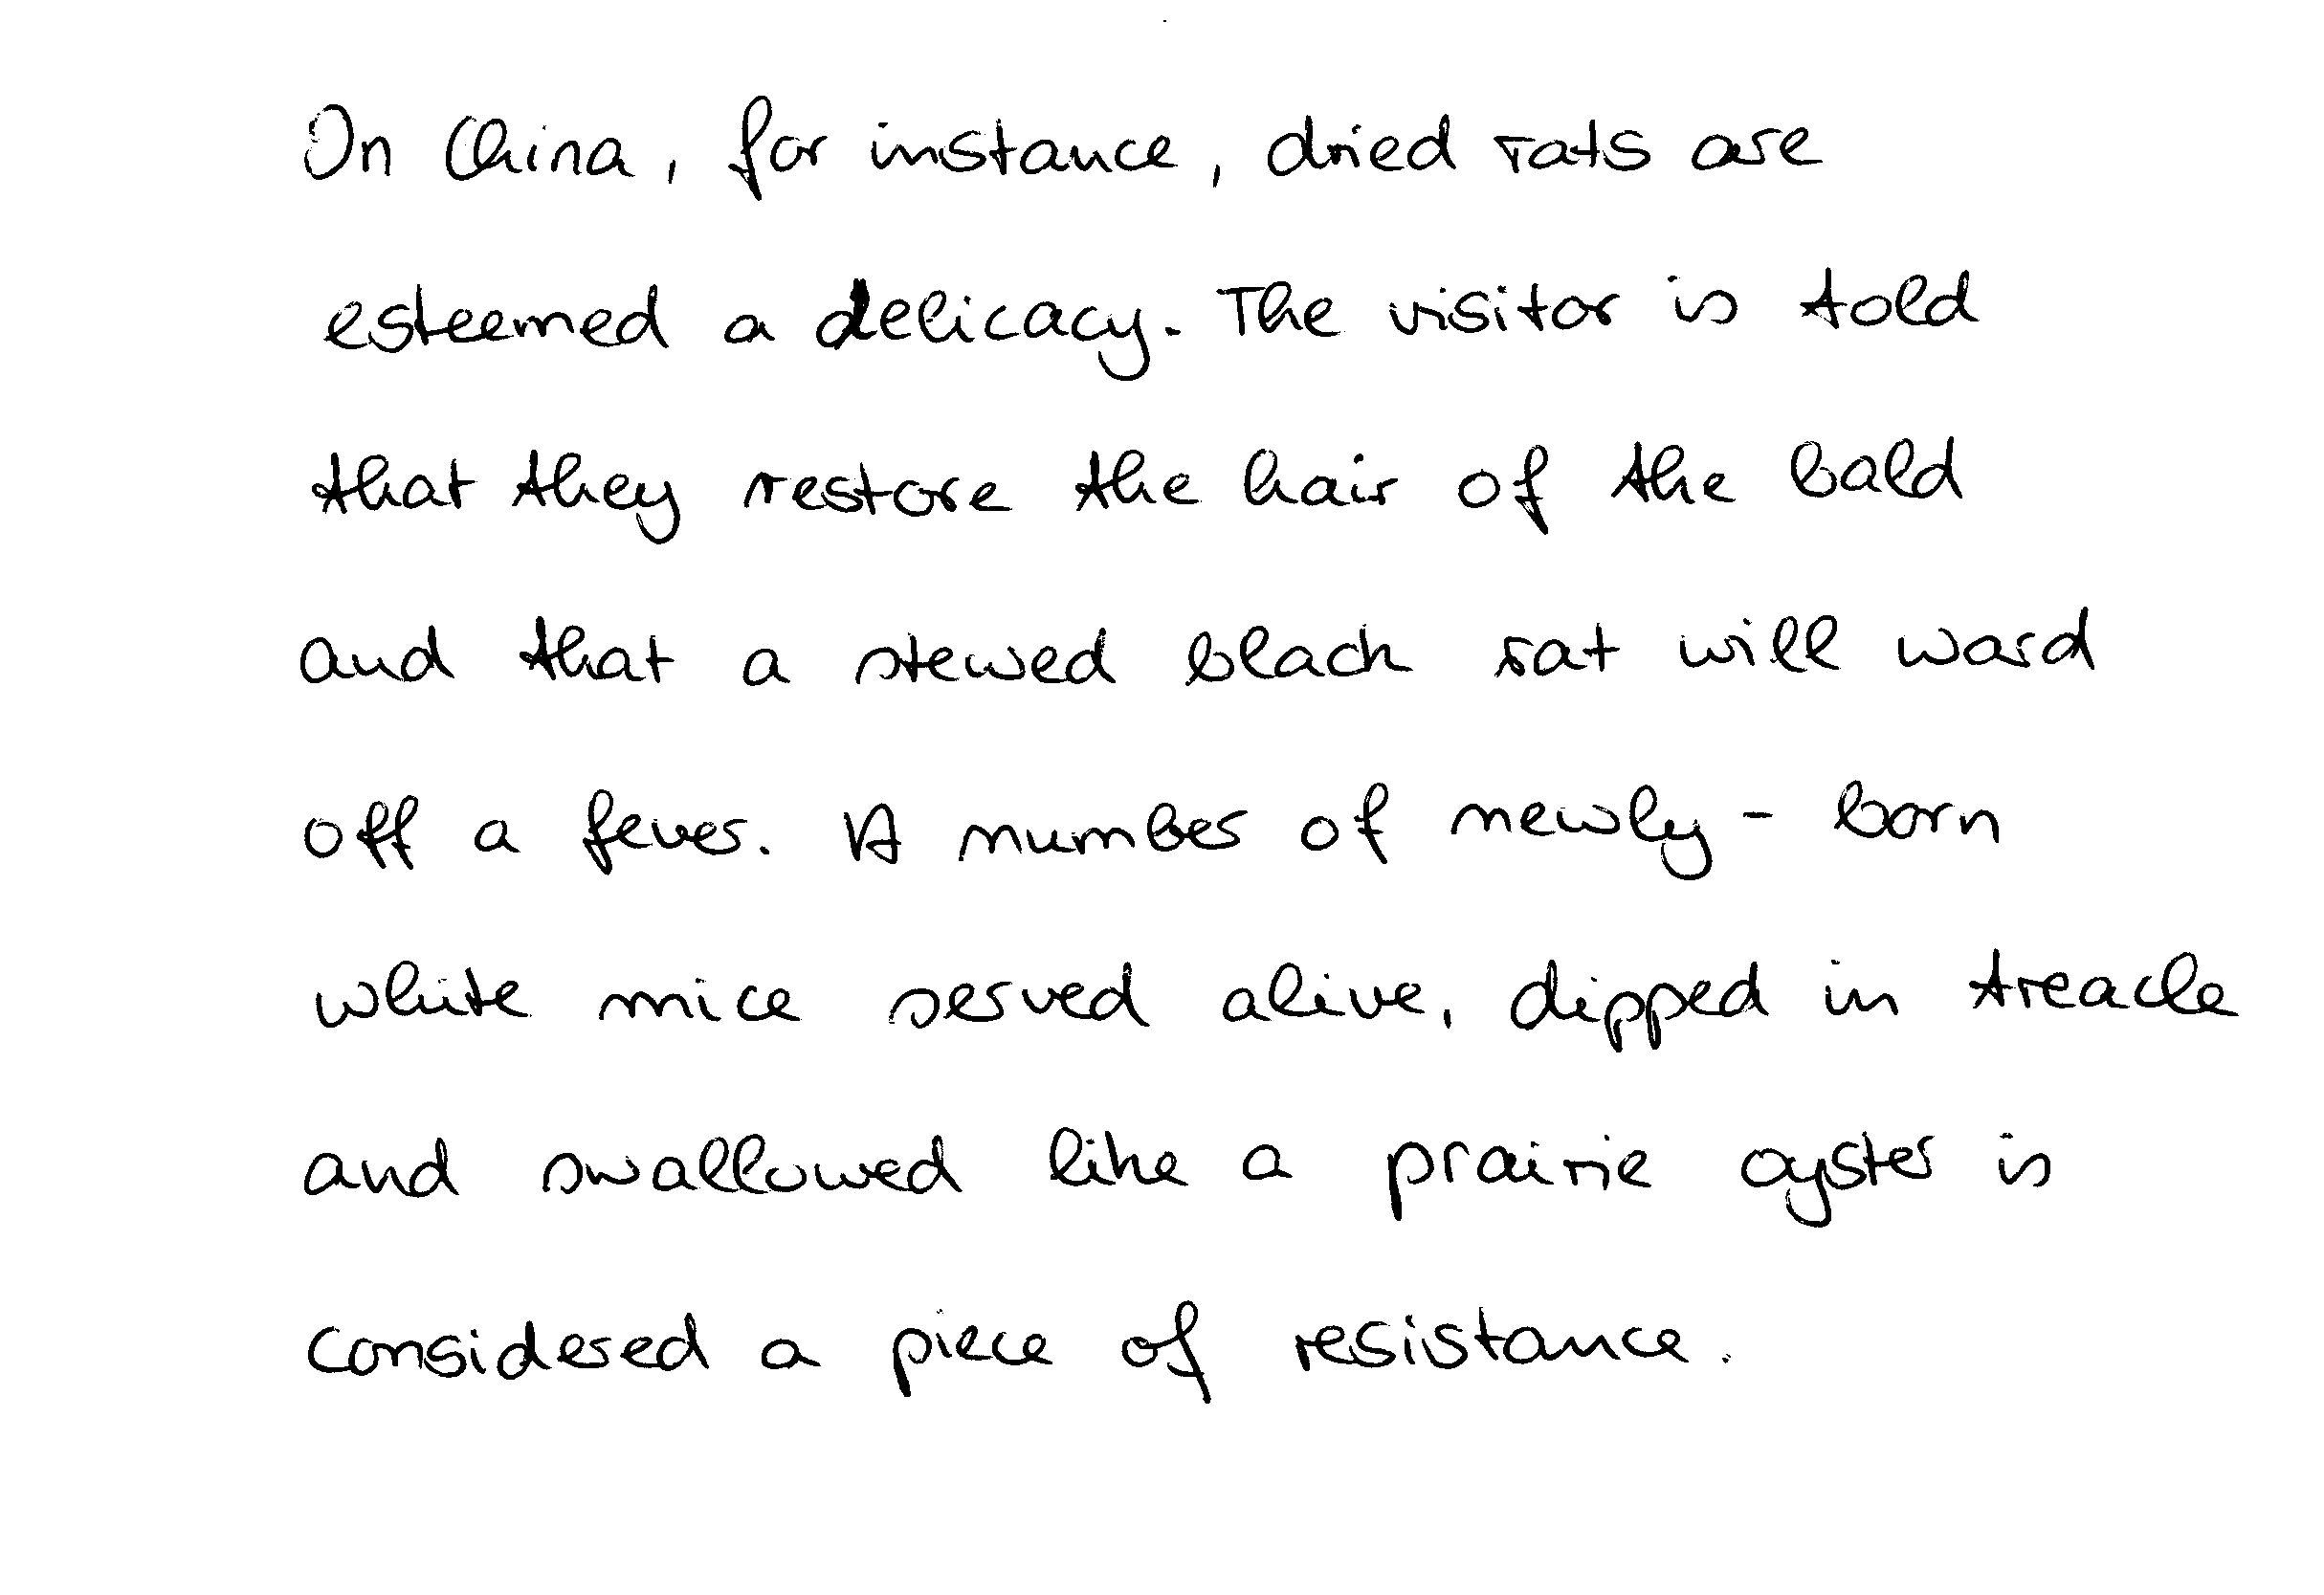 In China, for instance, dried rats are
esteemed a delicacy. The visitor is told
that they restore the hair of the bald
and that a stewed black rat will ward
off a fever. A number of newly - born
white mice served alive, dipped in treacle
and swallowed like a prairie oyster is
considered a piece of resistance.